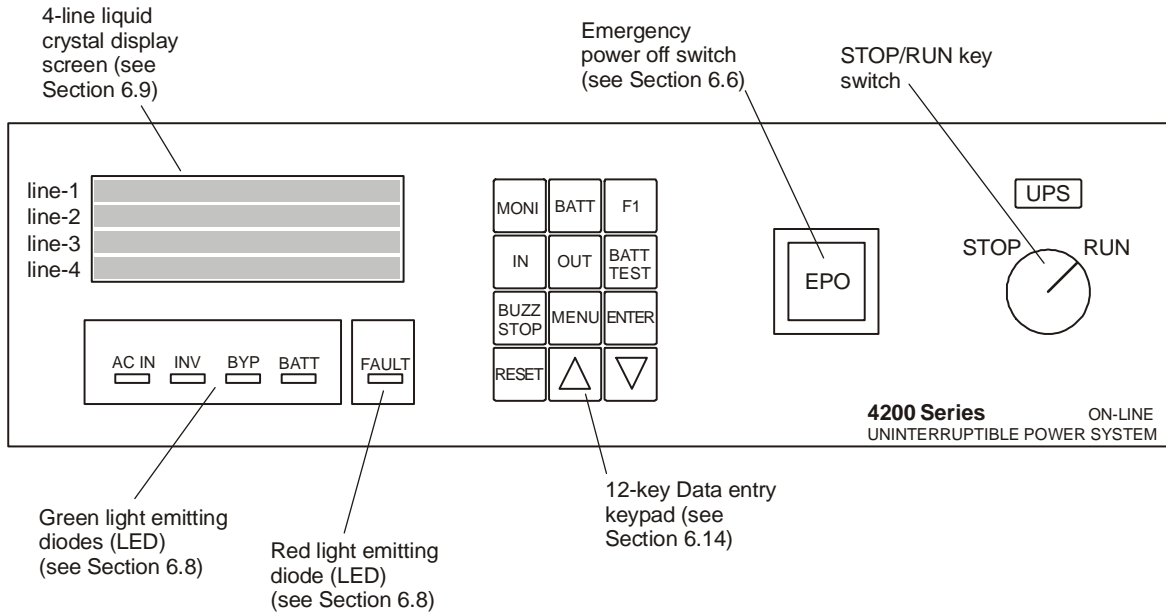 4-line liquid
crystal display
screen (see
Section 6.9)
Emergency
power off switch
(see Section 6.6)
STOP/RUN key
switch
line-1
line-2
line-3
line-4
MONI BATT F1
IN OUT BATT TEST
BUZZ STOP MENU ENTER
RESET
EPO
UPS
STOP RUN
AC IN INV BYP BATT
FAULT
4200 Series ON-LINE
UNINTERRUPTIBLE POWER SYSTEM
Green light emitting
diodes (LED)
(see Section 6.8)
Red light emitting
diode (LED)
(see Section 6.8)
12-key Data entry
keypad (see
Section 6.14)